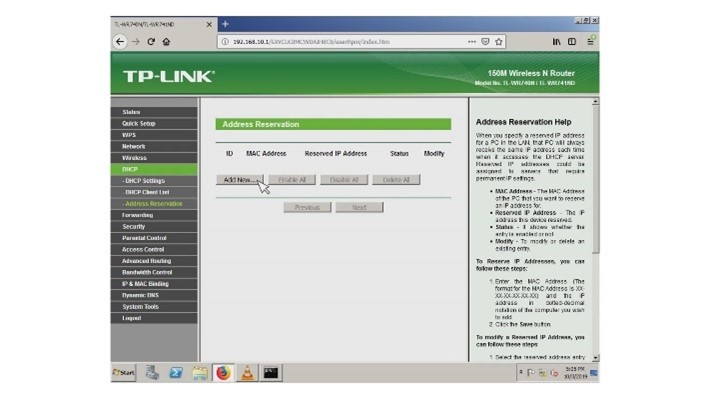 TL-WR740N/TL-WR741ND
TP-LINK
150M Wireless N Router
Model No. TL-WR740N / TL-WR741ND
Status
Quick Setup
WPS
Network
Wireless
DHCP
- DHCP Settings
- DHCP Client List
- Address Reservation
Forwarding
Security
Parental Control
Access Control
Advanced Routing
Bandwidth Control
IP & MAC Binding
Dynamic DNS
System Tools
Logout
Address Reservation
ID MAC Address Reserved IP Address Status Modify
Add New... Enable All Disable All Delete All
Previous Next
Address Reservation Help
When you specify a reserved IP address
for a PC in the LAN, that PC will always
receive the same IP address each time
when it accesses the DHCP server.
Reserved IP addresses could be
assigned to servers that require
permanent IP settings.
• MAC Address - The MAC Address
of the PC that you want to reserve
an IP address for.
• Reserved IP Address - The IP
address this device reserved.
• Status - It shows whether the
entry is enabled or not
• Modify - To modify or delete an
existing entry.
To Reserve IP Addresses, you can
follow these steps:
1. Enter the MAC Address (The
format for the MAC Address is XX-
XX-XX-XX-XX-XX) and the IP
address in dotted-decimal
notation of the computer you wish
to add.
2. Click the Save button.
To modify a Reserved IP Address, you
can follow these steps:
1. Select the reserved address entry
Start
5:25 PM